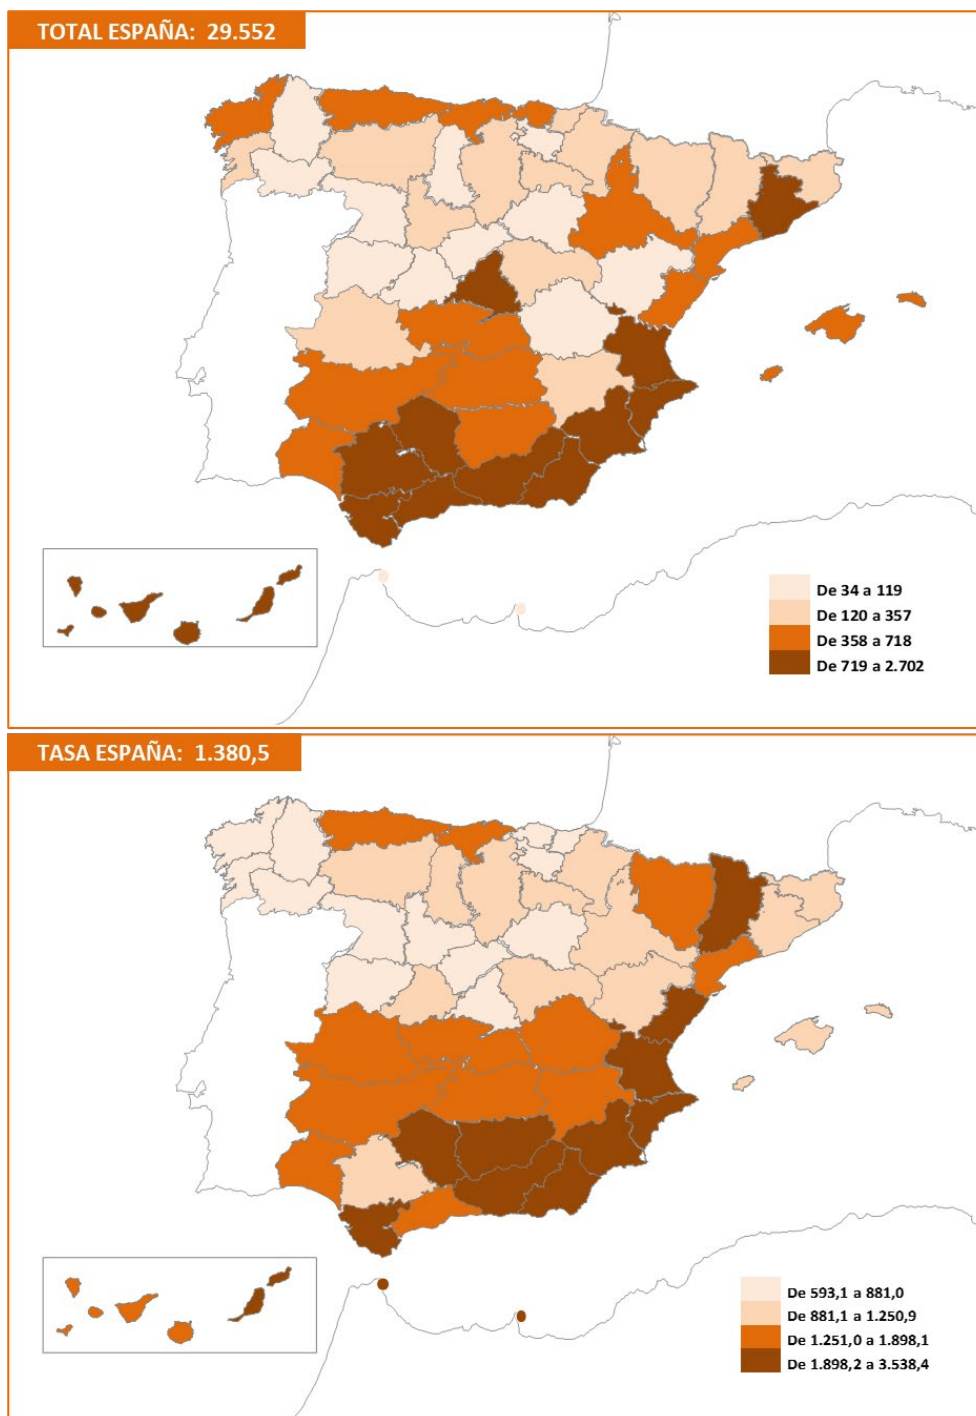 TOTAL ESPAÑA: 29.552
De 34 a 119
De 120 a 357
De 358 a 718
De 719 a 2.702
TASA ESPAÑA: 1.380,5
De 593,1 a 881,0
De 881,1 a 1.250,9
De 1.251,0 a 1.898,1
De 1.898,2 a 3.538,4